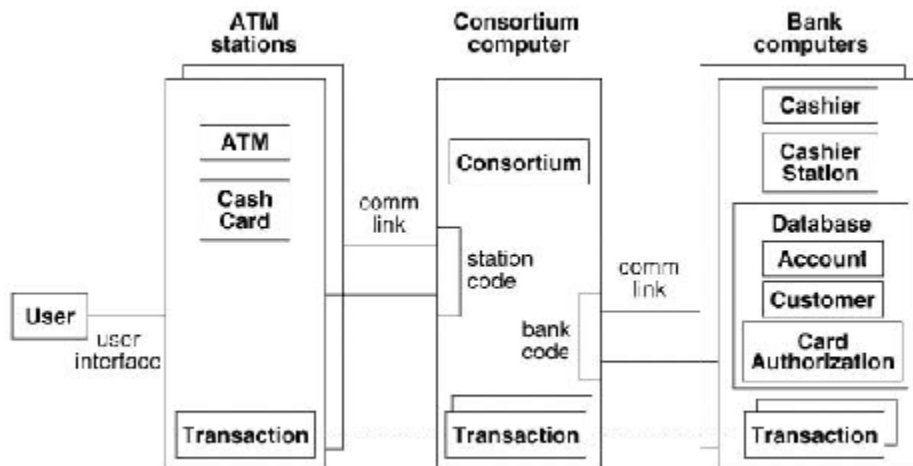 ATM
stations
Consortium
computer
Bank
computers
ATM
Cash
Card
comm
link
Consortium
station
code
comm
link
bank
code
Cashier
Cashier
Station
Database
Account
Customer
Card
Authorization
User
user
interface
Transaction
Transaction
Transaction